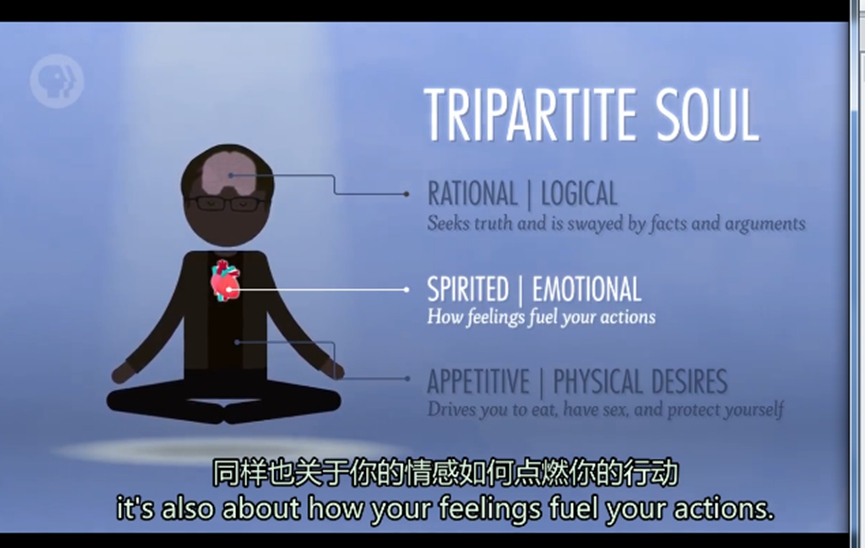 TRIPARTITE SOUL
RATIONAL | LOGICAL
Seeks truth and is swayed by facts and arguments
SPIRITED | EMOTIONAL
How feelings fuel your actions
APPETITIVE | PHYSICAL DESIRES
Drives you to eat, have sex, and protect yourself
同样也关于你的情感如何点燃你的行动
it's also about how your feelings fuel your actions.